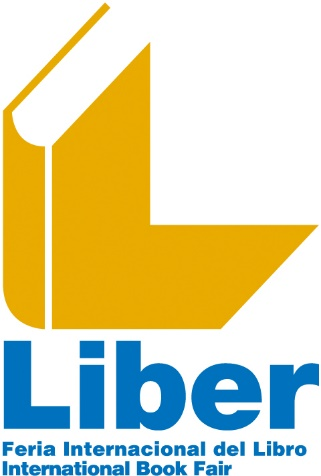 Liber
Feria Internacional del Libro
International Book Fair